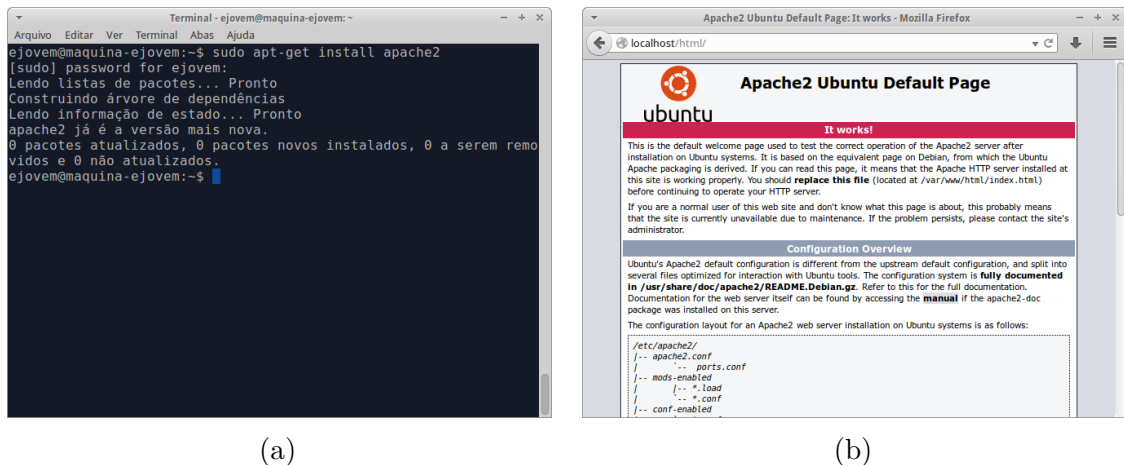 Terminal - ejovem@maquina-ejovem: ~
Arquivo Editar Ver Terminal Abas Ajuda
ejovem@maquina-ejovem:~$ sudo apt-get install apache2
[sudo] password for ejovem:
Lendo listas de pacotes... Pronto
Construindo árvore de dependências
Lendo informação de estado... Pronto
apache2 já é a versão mais nova.
0 pacotes atualizados, 0 pacotes novos instalados, 0 a serem remo
vidos e 0 não atualizados.
ejovem@maquina-ejovem:~$
(a)
Apache2 Ubuntu Default Page: It works - Mozilla Firefox
localhost/html/
ubuntu
Apache2 Ubuntu Default Page
It works!
This is the default welcome page used to test the correct operation of the Apache2 server after
installation on Ubuntu systems. It is based on the equivalent page on Debian, from which the Ubuntu
Apache packaging is derived. If you can read this page, it means that the Apache HTTP server installed at
this site is working properly. You should replace this file (located at /var/www/html/index.html)
before continuing to operate your HTTP server.
If you are a normal user of this web site and don't know what this page is about, this probably means
that the site is currently unavailable due to maintenance. If the problem persists, please contact the site's
administrator.
Configuration Overview
Ubuntu's Apache2 default configuration is different from the upstream default configuration, and split into
several files optimized for interaction with Ubuntu tools. The configuration system is fully documented
in /usr/share/doc/apache2/README.Debian.gz. Refer to this for the full documentation.
Documentation for the web server itself can be found by accessing the manual if the apache2-doc
package was installed on this server.
The configuration layout for an Apache2 web server installation on Ubuntu systems is as follows:
/etc/apache2/
|-- apache2.conf
|       `--  ports.conf
|-- mods-enabled
|       |-- *.load
|       `-- *.conf
|-- conf-enabled
(b)